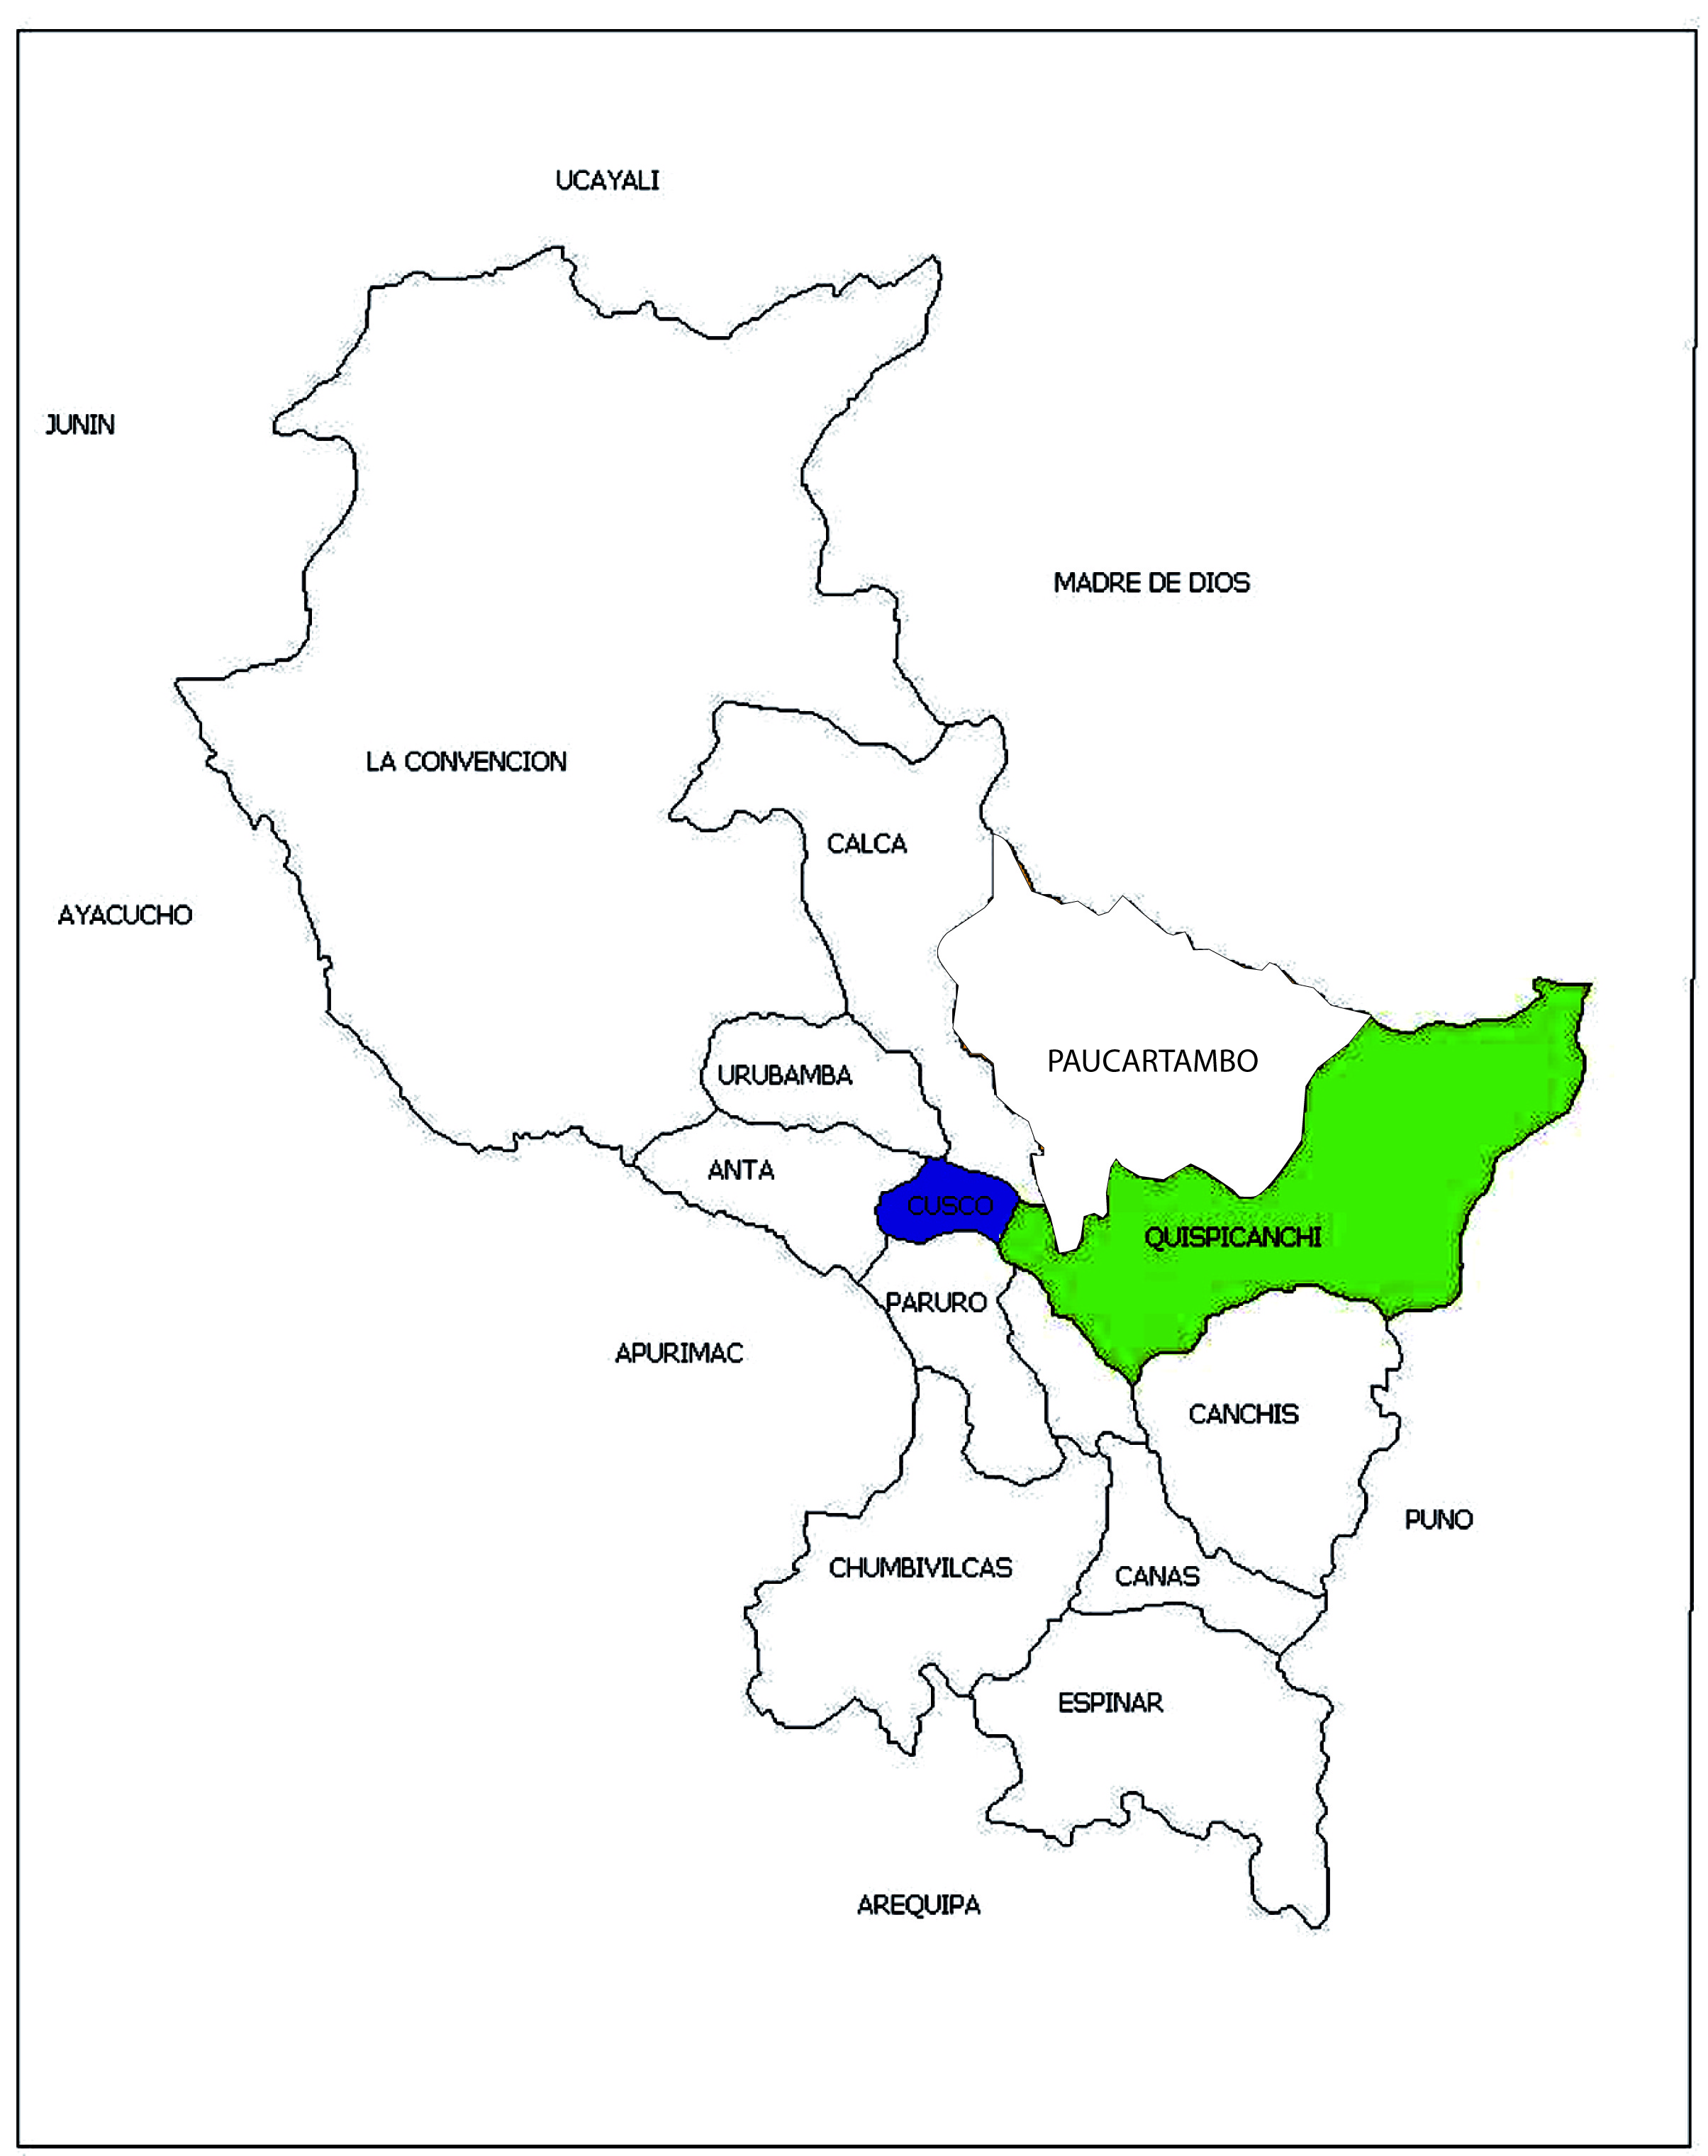 UCAYALI
JUNIN
MADRE DE DIOS
LA CONVENCION
CALCA
AYACUCHO
PAUCARTAMBO
URUBAMBA
ANTA
CUSCO
QUISPICANCHI
PARURO
APURIMAC
CANCHIS
PUNO
CHUMBIVILCAS
CANAS
ESPINAR
AREQUIPA